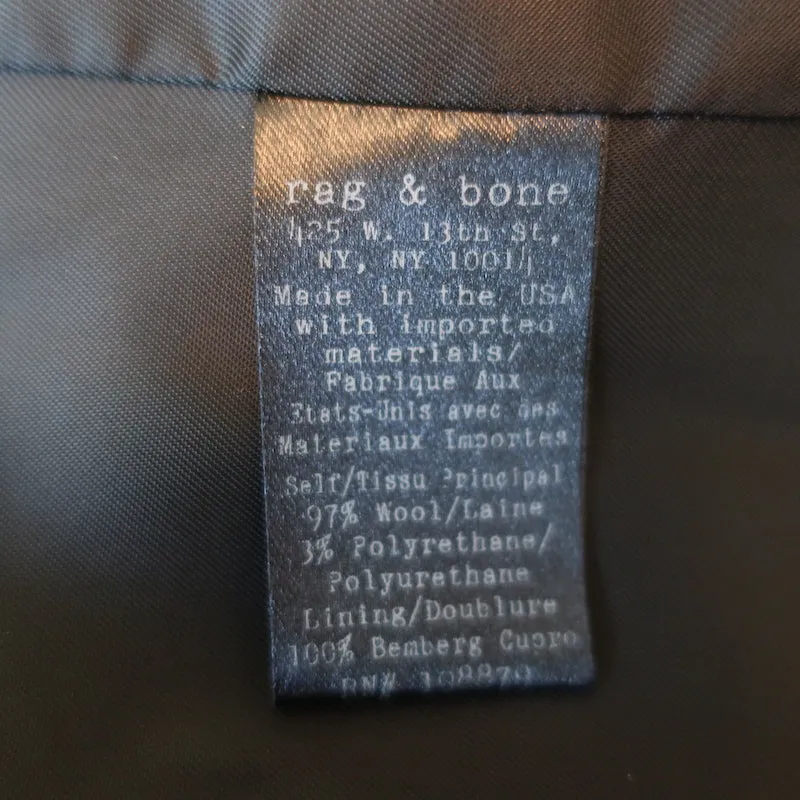 rag & bone
425 W. 13th St,
NY, NY 10014
Made in the USA
with imported
materials/
Fabrique Aux
Etats-Unis avec des
Materiaux Importes
Self/Tissu Principal
97% Wool/Laine
3% Polyrethane/
Polyurethane
Lining/Doublure
100% Bemberg Cupro
RN#